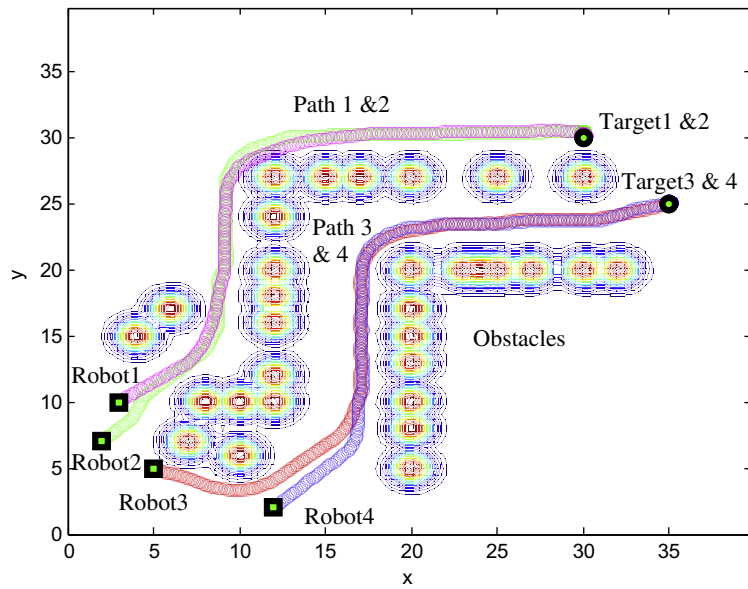 Path 1 &2
Target1 &2
Target3 & 4
Path 3
& 4
Obstacles
Robot1
Robot2
Robot3
Robot4
y
35
30
25
20
15
10
5
0
0 5 10 15 20 25 30 35
x